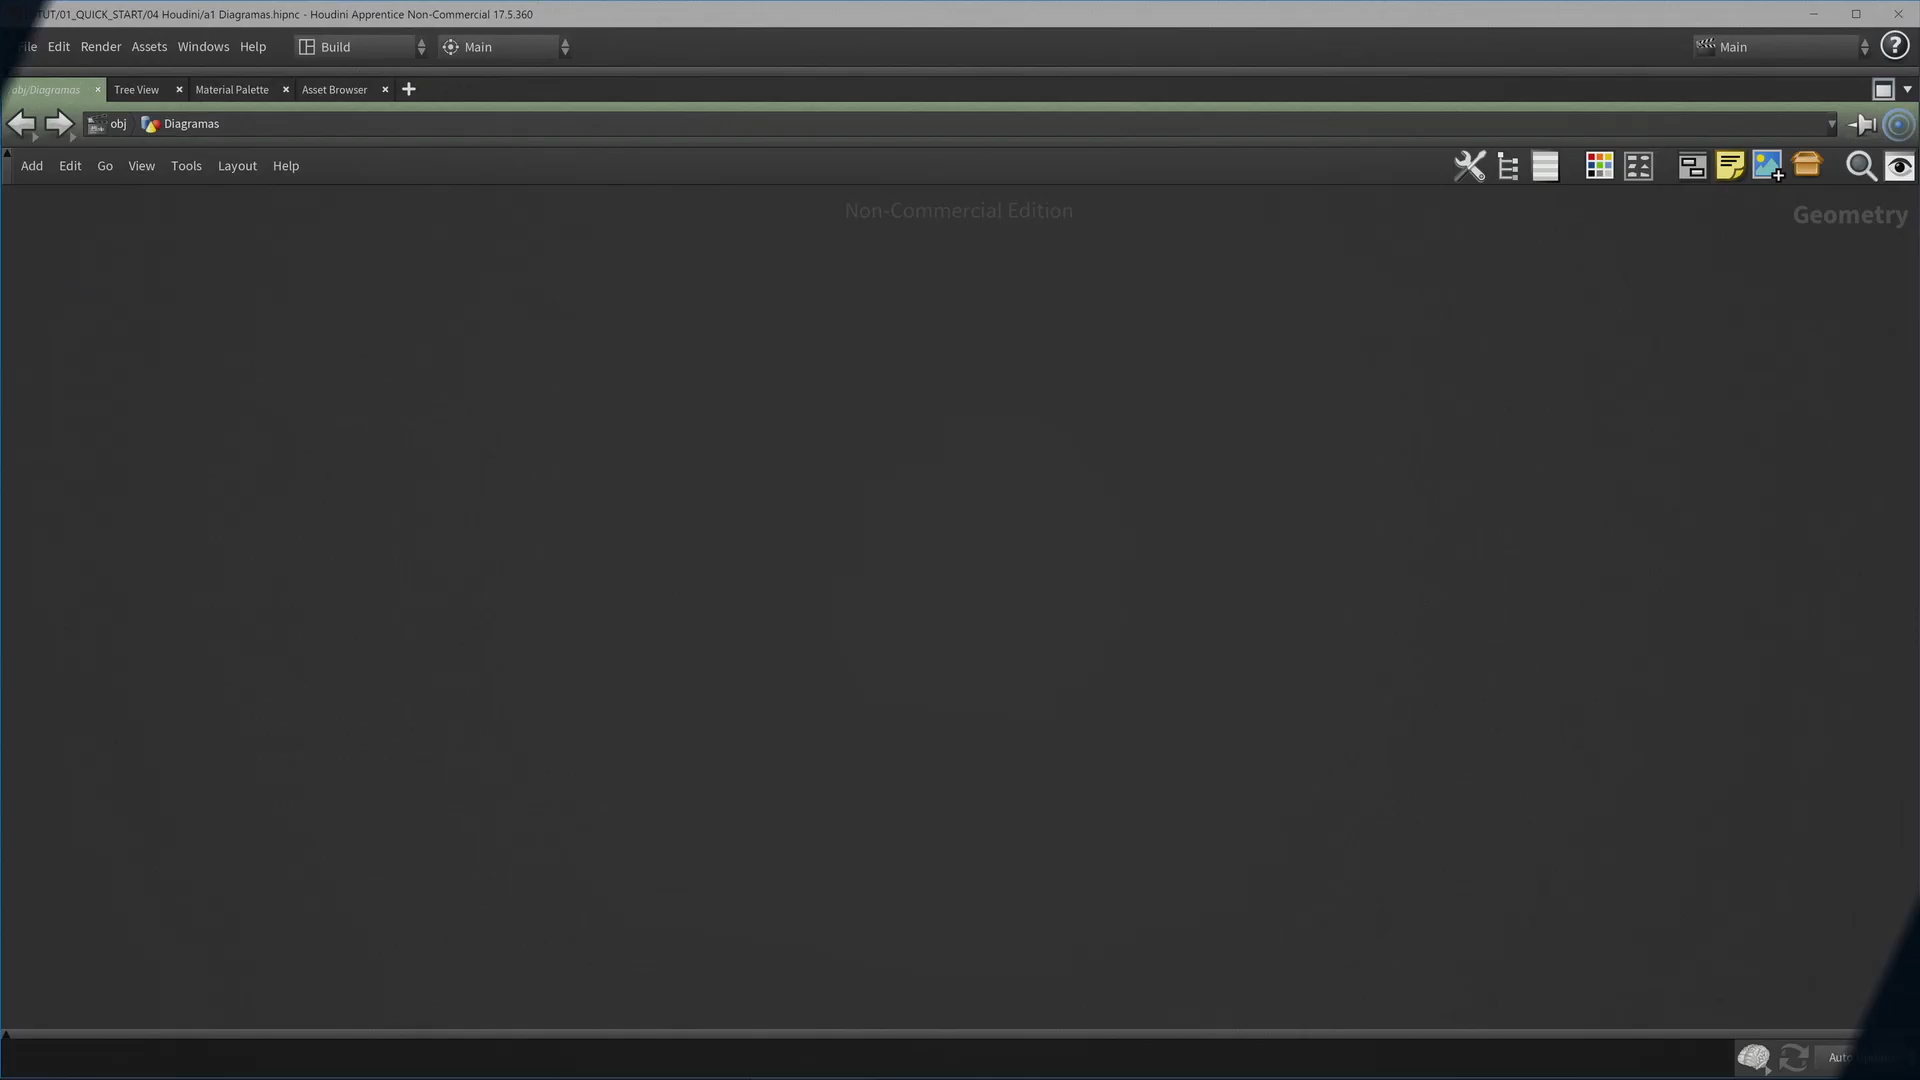 TUT/01_QUICK_START/04 Houdini/a1 Diagramas.hipnc - Houdini Apprentice Non-Commercial 17.5.360
Edit Render Assets Windows Help Build Main Main
obj/Diagramas Tree View Material Palette Asset Browser
obj Diagramas
Add Edit Go View Tools Layout Help
Non-Commercial Edition
Geometry